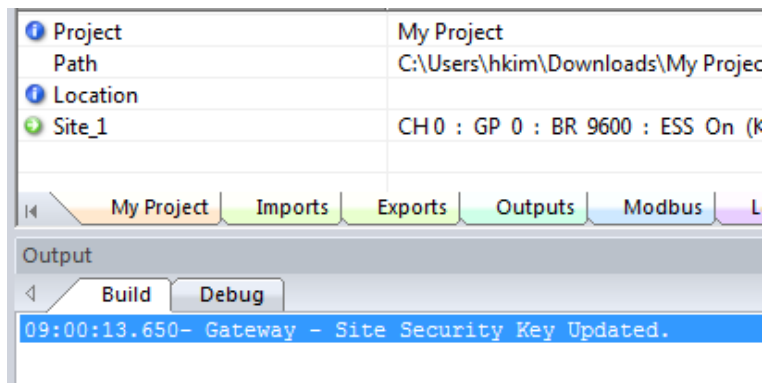 Project My Project
Path C:\Users\hkim\Downloads\My Projec
Location
Site_1 CH 0 : GP 0 : BR 9600 : ESS On (K
My Project Imports Exports Outputs Modbus L
Output
Build Debug
09:00:13.650- Gateway - Site Security Key Updated.